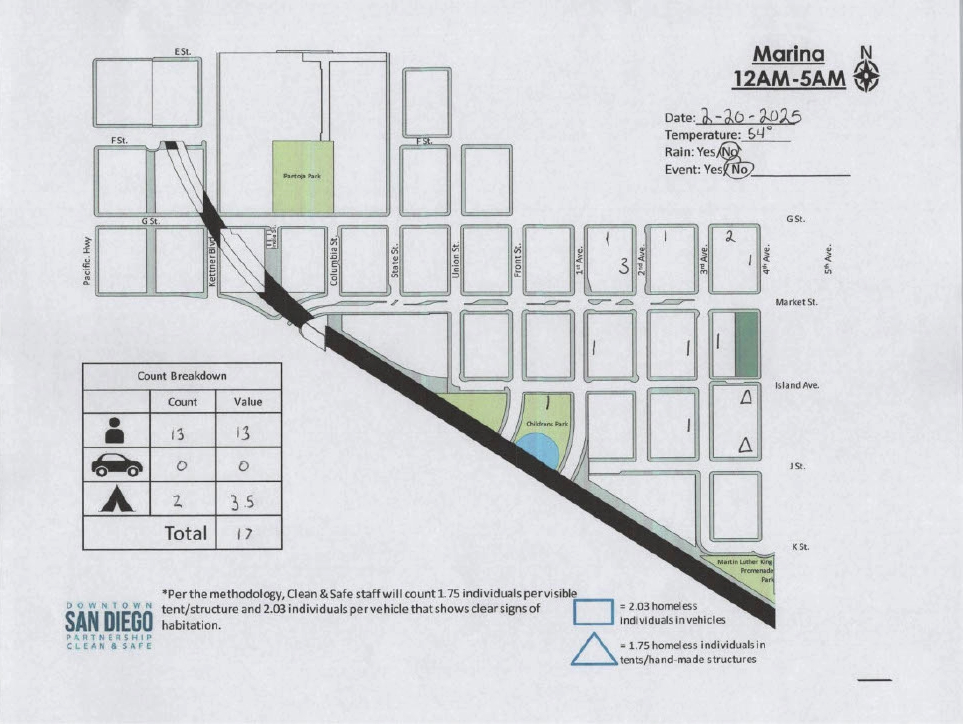 Marina
N
12AM-5AM
Date: 2-20-2025
Temperature: 54°
Rain: Yes/No
Event: Yes/No
E St.
F St.
F St.
Pantoja Park
G St.
G St.
Pacific. Hwy
Kettner Blvd
India St.
Columbia St.
State St.
Union St.
Front St.
1st Ave.
2nd Ave.
3rd Ave.
4th Ave.
5th Ave.
1
1
2
3
1
Market St.
1
1
1
Island Ave.
1
Childrens Park
1
△
△
J St.
K St.
Martin Luther King
Promenade
Park
Count Breakdown
Count Value
13 13
0 0
2 3.5
Total 17
*Per the methodology, Clean & Safe staff will count 1.75 individuals per visible
tent/structure and 2.03 individuals per vehicle that shows clear signs of
habitation.
DOWNTOWN
SAN DIEGO
PARTNERSHIP
CLEAN & SAFE
= 2.03 homeless
individuals in vehicles
= 1.75 homeless individuals in
tents/hand-made structures